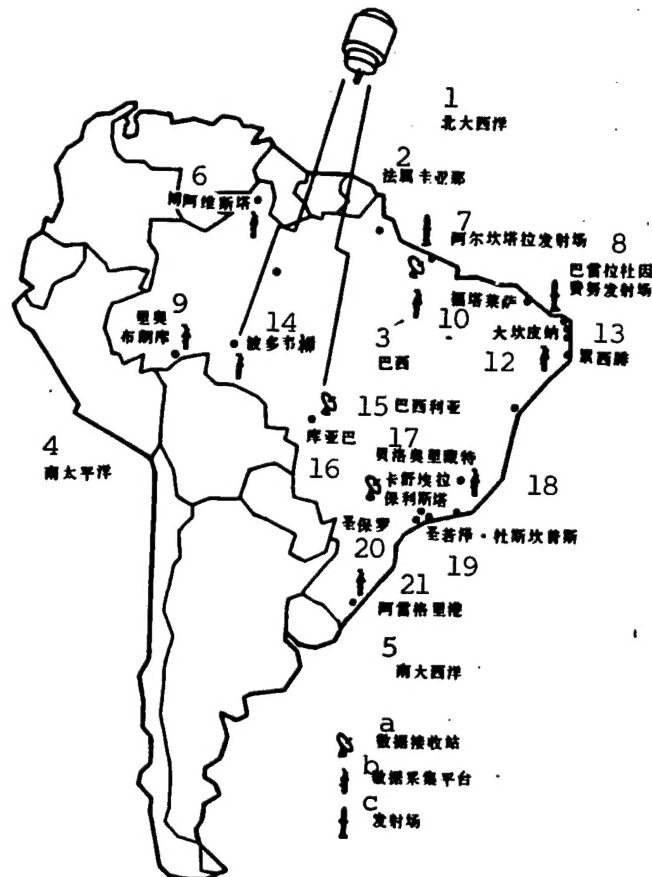 1
北大西洋
2
法属卡亚那
6
博阿维斯塔
7
阿尔坎塔拉发射场
8
巴雷拉杜因
费努发射场
9
里奥
布朗库
14
波多韦柳
10
福塔莱萨
3
巴西
大坎皮纳
13
累西腓
12
15
巴西利亚
库亚巴
17
贝洛奥里藏特
16
卡舒埃拉
保利斯塔
18
4
南太平洋
圣保罗
圣若泽·杜斯坎普斯
20
19
21
阿雷格里港
5
南大西洋
a
数据接收站
b
数据采集平台
c
发射场